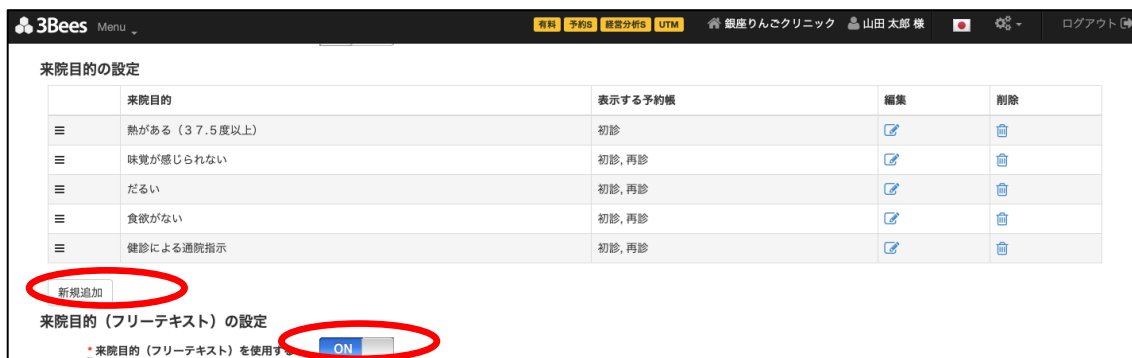 3Bees Menu 有料 予約S 経営分析S UTM 銀座りんごクリニック 山田 太郎 様 ログアウト
来院目的の設定
来院目的 表示する予約帳 編集 削除
熱がある（３７.５度以上） 初診
味覚が感じられない 初診, 再診
だるい 初診, 再診
食欲がない 初診, 再診
健診による通院指示 初診, 再診
新規追加
来院目的（フリーテキスト）の設定
* 来院目的（フリーテキスト）を使用する ON